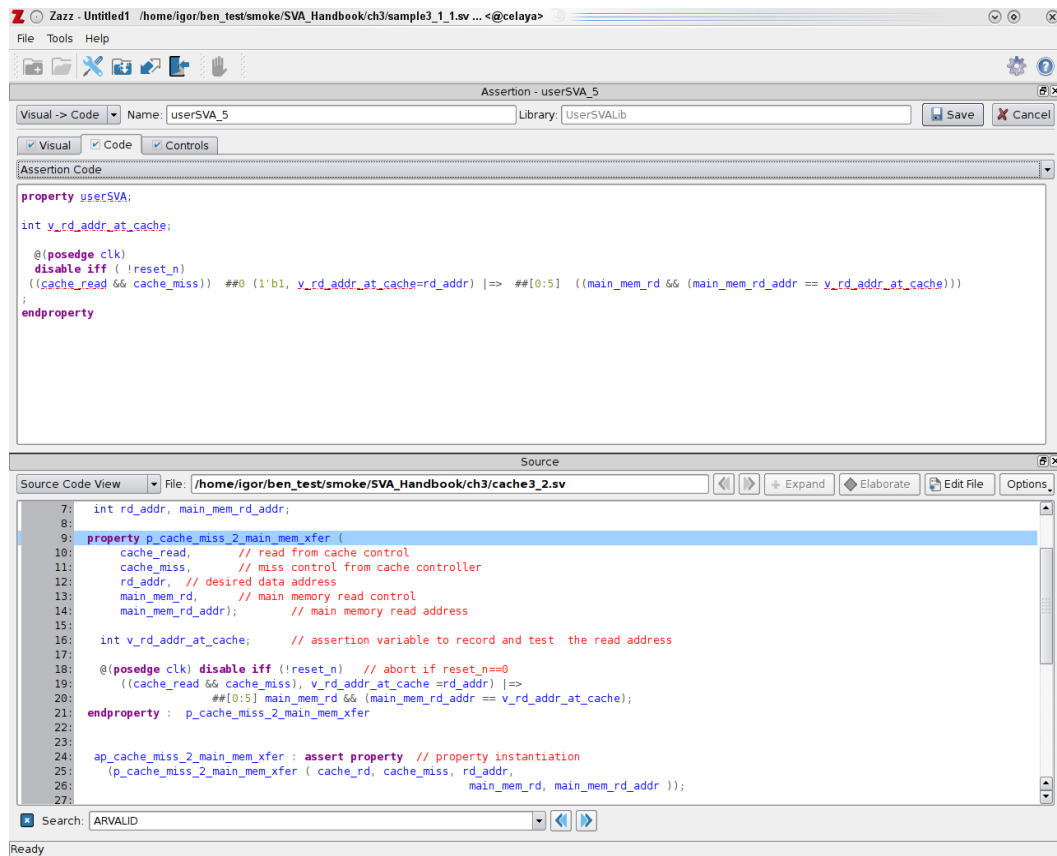 Zazz - Untitled1 /home/igor/ben_test/smoke/SVA_Handbook/ch3/sample3_1_1.sv ... <@celaya>
File Tools Help
Assertion - userSVA_5
Visual -> Code Name: userSVA_5 Library: UserSVALib Save Cancel
Visual Code Controls
Assertion Code
property userSVA;
int v_rd_addr_at_cache;
@(posedge clk)
disable iff ( !reset_n)
((cache_read && cache_miss)) ##0 (1'b1, v_rd_addr_at_cache=rd_addr) |=> ##[0:5] ((main_mem_rd && (main_mem_rd_addr == v_rd_addr_at_cache)))
;
endproperty
Source
Source Code View File: /home/igor/ben_test/smoke/SVA_Handbook/ch3/cache3_2.sv Expand Elaborate Edit File Options
7: int rd_addr, main_mem_rd_addr;
8:
9: property p_cache_miss_2_main_mem_xfer (
10: cache_read, // read from cache control
11: cache_miss, // miss control from cache controller
12: rd_addr, // desired data address
13: main_mem_rd, // main memory read control
14: main_mem_rd_addr); // main memory read address
15:
16: int v_rd_addr_at_cache; // assertion variable to record and test the read address
17:
18: @(posedge clk) disable iff (!reset_n) // abort if reset_n==0
19: ((cache_read && cache_miss), v_rd_addr_at_cache =rd_addr) |=>
20: ##[0:5] main_mem_rd && (main_mem_rd_addr == v_rd_addr_at_cache);
21: endproperty : p_cache_miss_2_main_mem_xfer
22:
23:
24: ap_cache_miss_2_main_mem_xfer : assert property // property instantiation
25: (p_cache_miss_2_main_mem_xfer ( cache_rd, cache_miss, rd_addr,
26: main_mem_rd, main_mem_rd_addr ));
27:
Search: ARVALID
Ready